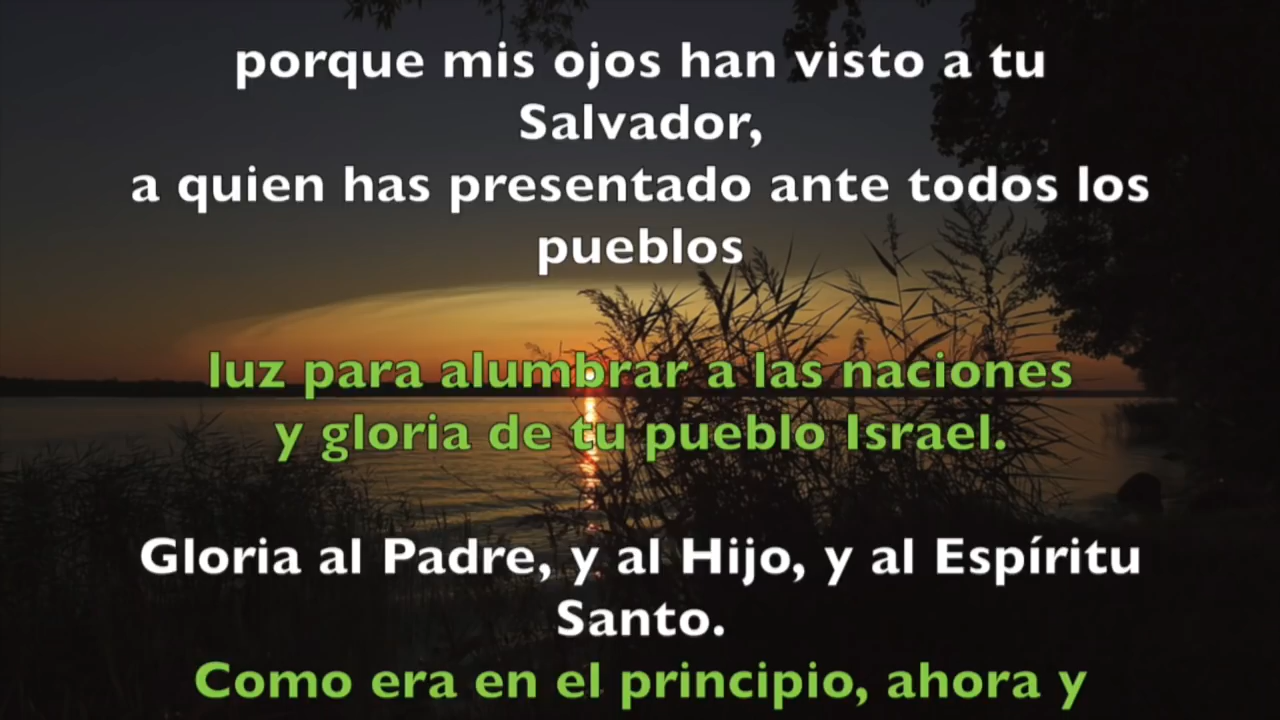 porque mis ojos han visto a tu
Salvador,
a quien has presentado ante todos los
pueblos
luz para alumbrar a las naciones
y gloria de tu pueblo Israel.
Gloria al Padre, y al Hijo, y al Espíritu
Santo.
Como era en el principio, ahora y